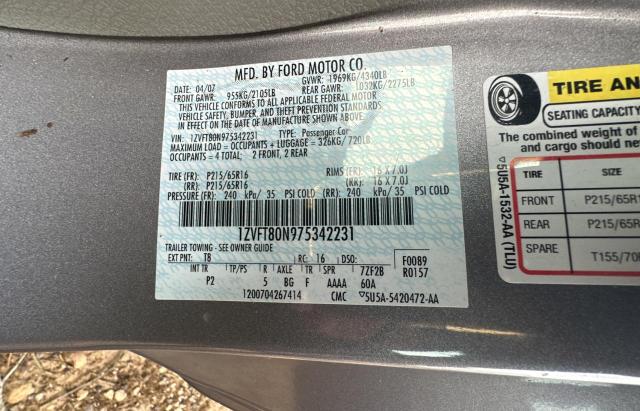 MFD. BY FORD MOTOR CO.
DATE: 04/07 GVWR: 1969KG/4340LB
FRONT GAWR: 955KG/2105LB REAR GAWR: 1032KG/2275LB
THIS VEHICLE CONFORMS TO ALL APPLICABLE FEDERAL MOTOR
VEHICLE SAFETY, BUMPER, AND THEFT PREVENTION STANDARDS
IN EFFECT ON THE DATE OF MANUFACTURE SHOWN ABOVE.
VIN: 1ZVFT80N975342231 TYPE: Passenger Car
MAXIMUM LOAD = OCCUPANTS + LUGGAGE = 326KG/720LB
OCCUPANTS = 4 TOTAL: 2 FRONT, 2 REAR
TIRE (FR): P215/65R16 RIMS (FR): 16 X 7.0J
(RR): P215/65R16 (RR): 16 X 7.0J
PRESSURE (FR): 240 kPa/ 35 PSI COLD (RR): 240 kPa/ 35 PSI COLD
1ZVFT80N975342231
TRAILER TOWING - SEE OWNER GUIDE
EXT PNT: T8 RC: 16 DSO: F0089
INT TR TP/PS R AXLE TR SPR 7ZF2B R0157
P2 5 BG F AAAA 60A
1200704267414 CMC ▽5U5A-5420472-AA
▽5U5A-1532-AA (TLU)
TIRE AN
SEATING CAPACITY
The combined weight of
and cargo should ne
TIRE SIZE
FRONT P215/65R1
REAR P215/65
SPARE T155/70